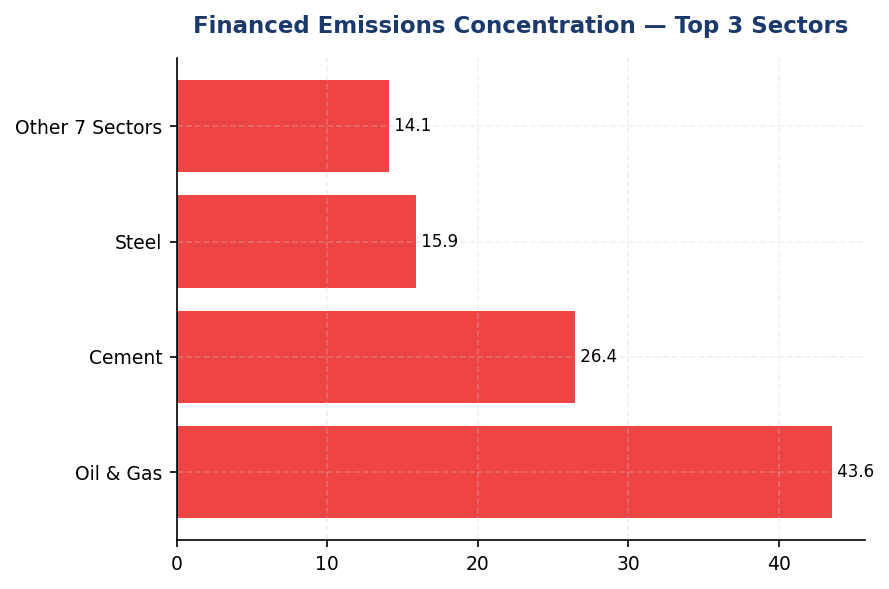 Financed Emissions Concentration — Top 3 Sectors
Other 7 Sectors
14.1
Steel
15.9
Cement
26.4
Oil & Gas
43.6
0 10 20 30 40